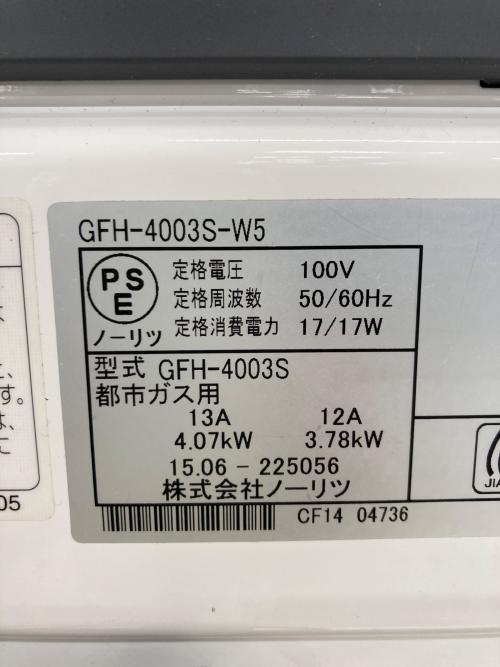 GFH-4003S-W5
PS
E
ノーリツ
定格電圧 100V
定格周波数 50/60Hz
定格消費電力 17/17W
型式 GFH-4003S
都市ガス用
13A 12A
4.07kW 3.78kW
15.06 - 225056
株式会社ノーリツ
CF14 04736
す。
は、
に
05
JIA